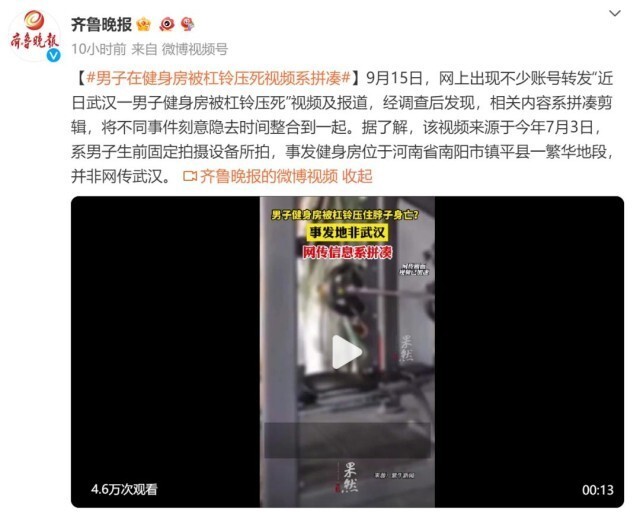 齐鲁晚报
齐鲁晚报
10小时前 来自 微博视频号
【#男子在健身房被杠铃压死视频系拼凑#】9月15日，网上出现不少账号转发“近
日武汉一男子健身房被杠铃压死”视频及报道，经调查后发现，相关内容系拼凑剪
辑，将不同事件刻意隐去时间整合到一起。据了解，该视频来源于今年7月3日，
系男子生前固定拍摄设备所拍，事发健身房位于河南省南阳市镇平县一繁华地段，
并非网传武汉。 齐鲁晚报的微博视频 收起
男子健身房被杠铃压住脖子身亡？
事发地非武汉
网传信息系拼凑
果然
果然
4.6万次观看
00:13